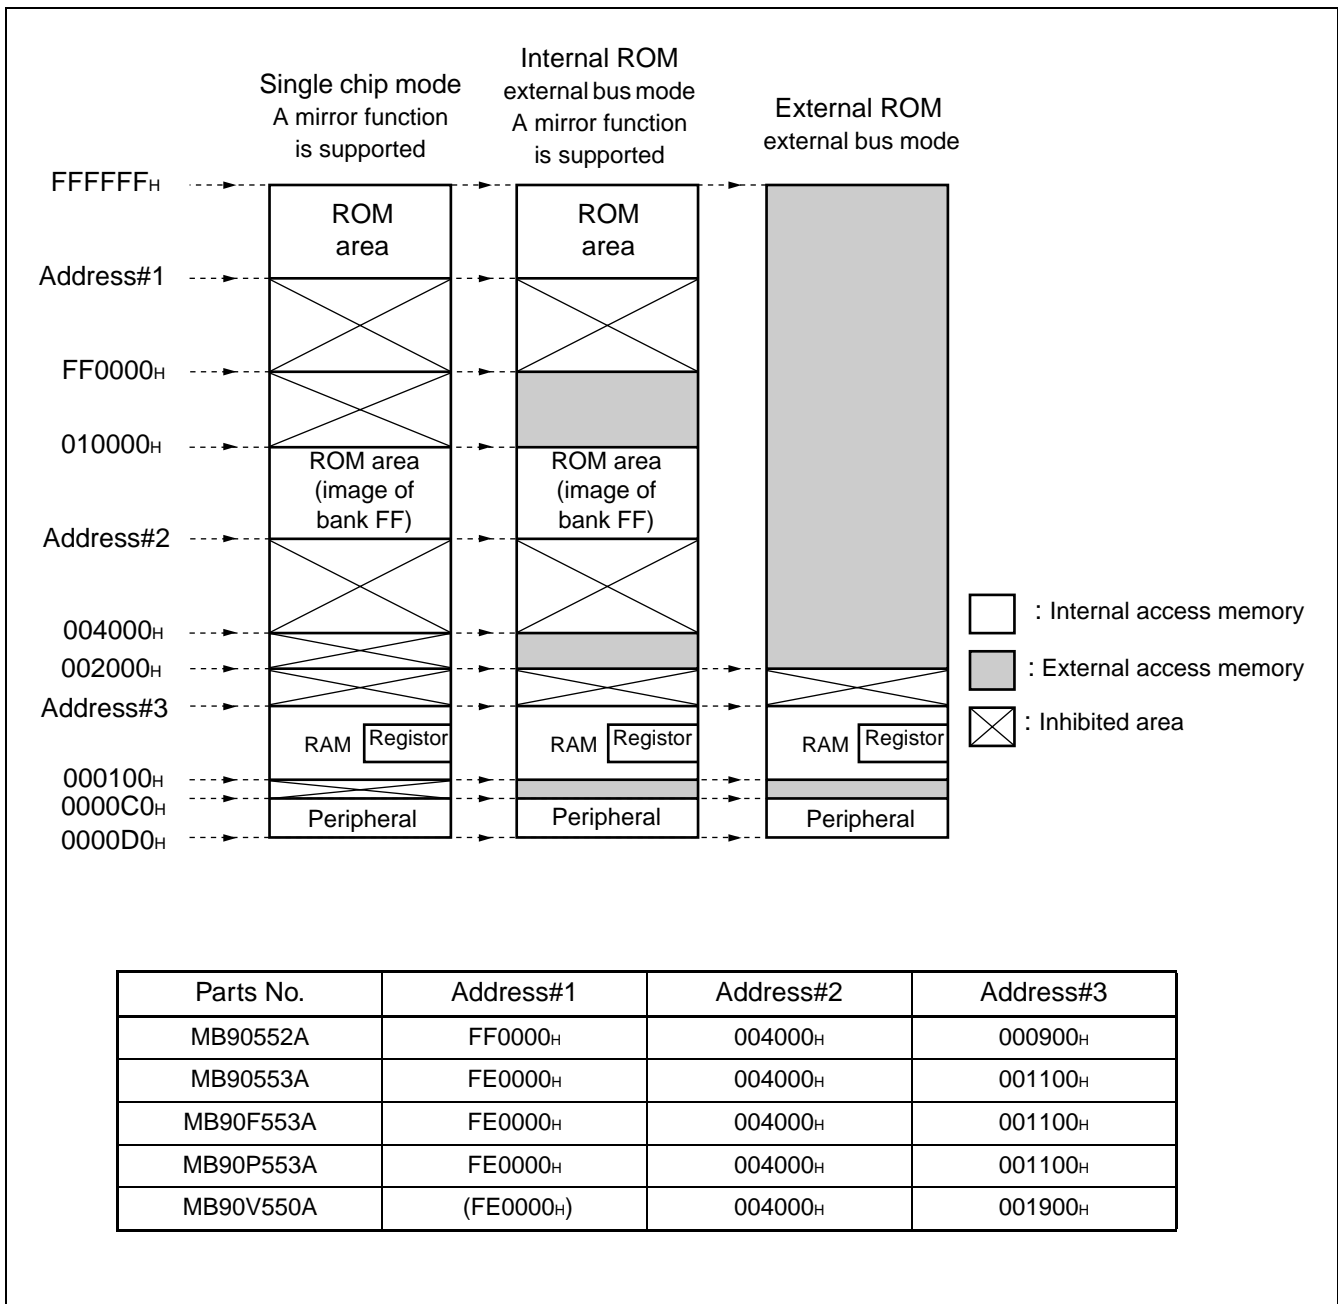 Single chip mode
A mirror function
is supported
Internal ROM
external bus mode
A mirror function
is supported
External ROM
external bus mode
FFFFFFH
Address#1
FF0000H
010000H
Address#2
004000H
002000H
Address#3
000100H
0000C0H
0000D0H
ROM
area
ROM area
(image of
bank FF)
RAM
Registor
Peripheral
ROM
area
ROM area
(image of
bank FF)
RAM
Registor
Peripheral
RAM
Registor
Peripheral
: Internal access memory
: External access memory
: Inhibited area
Parts No. Address#1 Address#2 Address#3
MB90552A FF0000H 004000H 000900H
MB90553A FE0000H 004000H 001100H
MB90F553A FE0000H 004000H 001100H
MB90P553A FE0000H 004000H 001100H
MB90V550A (FE0000H) 004000H 001900H